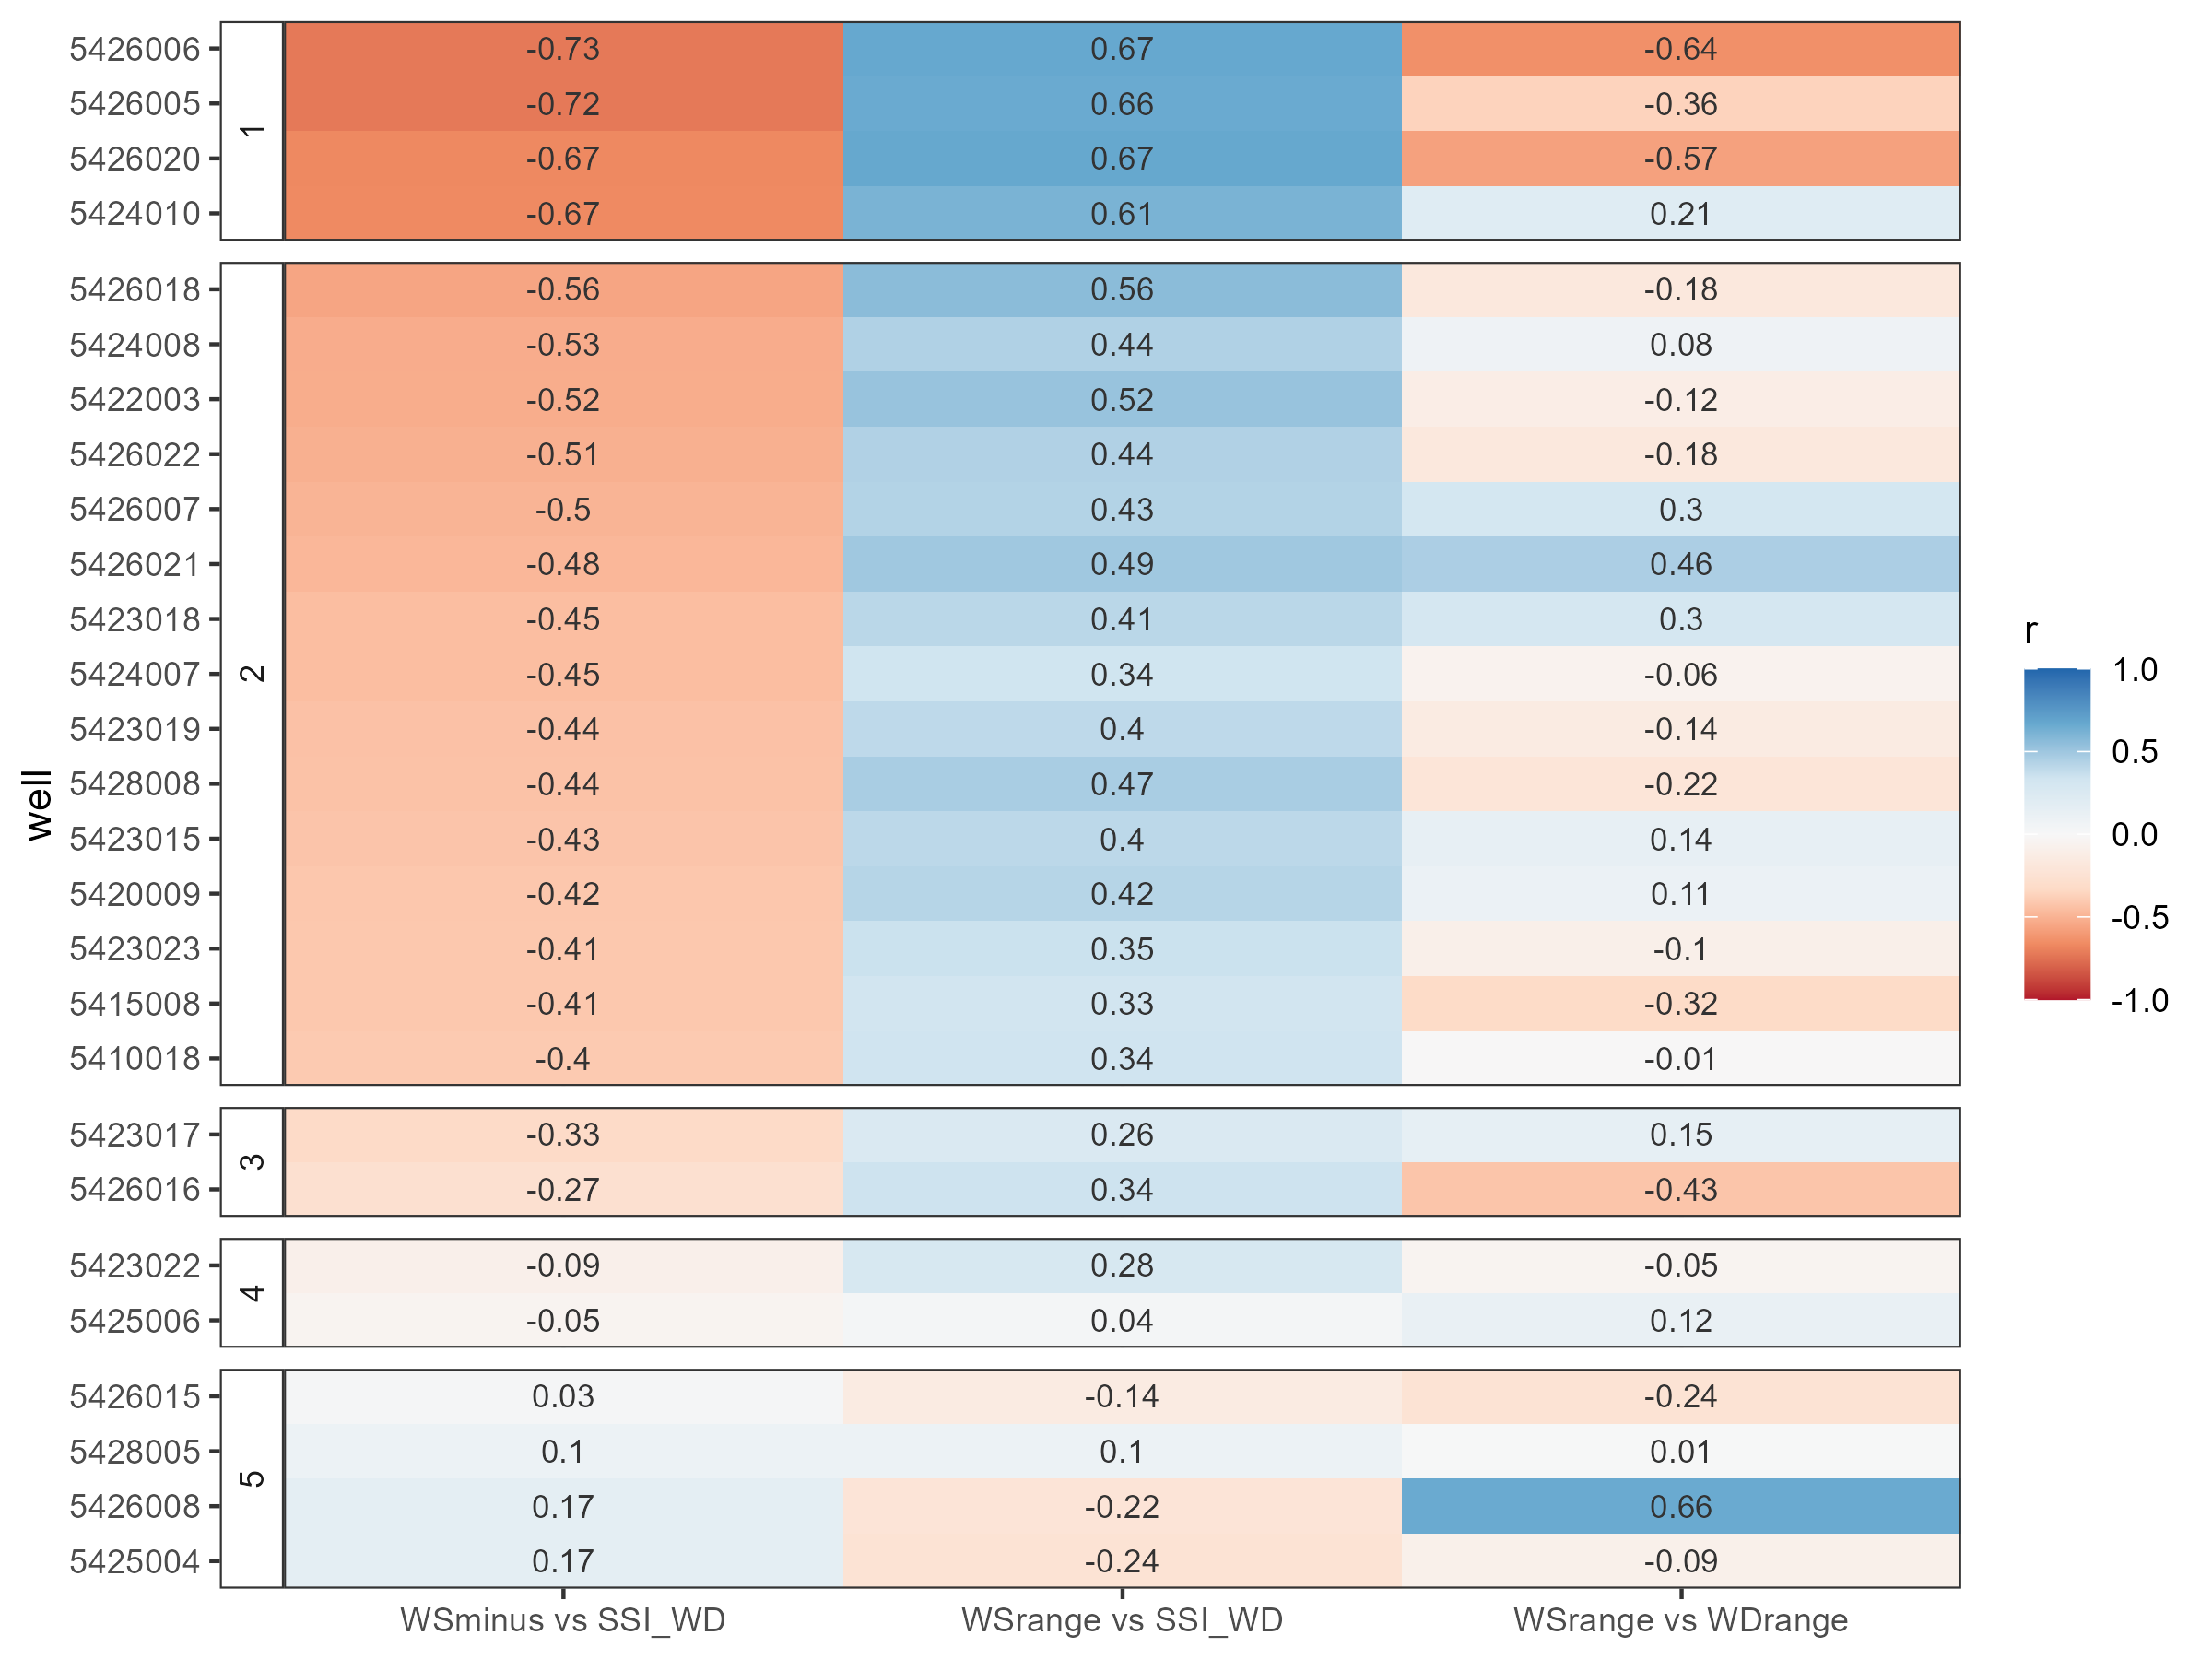 5426006 -0.73 0.67 -0.64
5426005 -0.72 0.66 -0.36
1
5426020 -0.67 0.67 -0.57
5424010 -0.67 0.61 0.21
5426018 -0.56 0.56 -0.18
5424008 -0.53 0.44 0.08
5422003 -0.52 0.52 -0.12
5426022 -0.51 0.44 -0.18
5426007 -0.5 0.43 0.3
5426021 -0.48 0.49 0.46
5423018 -0.45 0.41 0.3
2
5424007 -0.45 0.34 -0.06
5423019 -0.44 0.4 -0.14
5428008 -0.44 0.47 -0.22
well
5423015 -0.43 0.4 0.14
5420009 -0.42 0.42 0.11
5423023 -0.41 0.35 -0.1
5415008 -0.41 0.33 -0.32
5410018 -0.4 0.34 -0.01
5423017 -0.33 0.26 0.15
3
5426016 -0.27 0.34 -0.43
5423022 -0.09 0.28 -0.05
4
5425006 -0.05 0.04 0.12
5426015 0.03 -0.14 -0.24
5428005 0.1 0.1 0.01
5
5426008 0.17 -0.22 0.66
5425004 0.17 -0.24 -0.09
WSminus vs SSI_WD WSrange vs SSI_WD WSrange vs WDrange
r
1.0
0.5
0.0
-0.5
-1.0